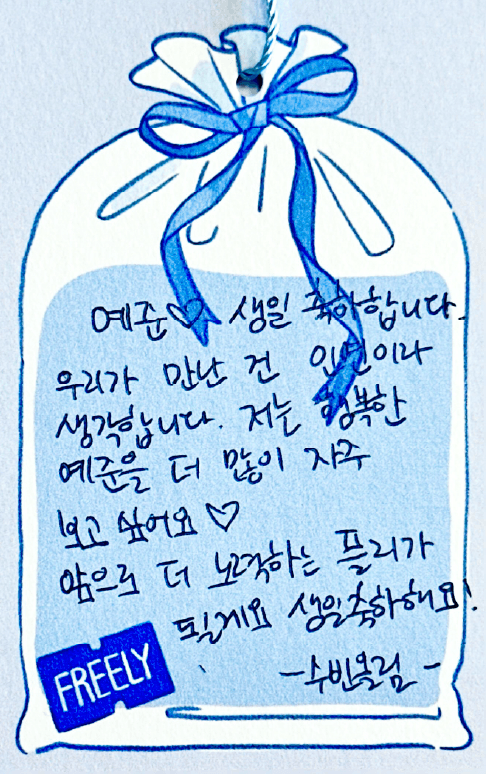 예준♡ 생일 축하합니다.
우리가 만난 건 인연이라
생각합니다. 저는 행복한
예준을 더 많이 자주
보고 싶어요♡
앞으로 더 노력하는 플리가
될게요 생일축하해요!
-수빈올림-
FREELY